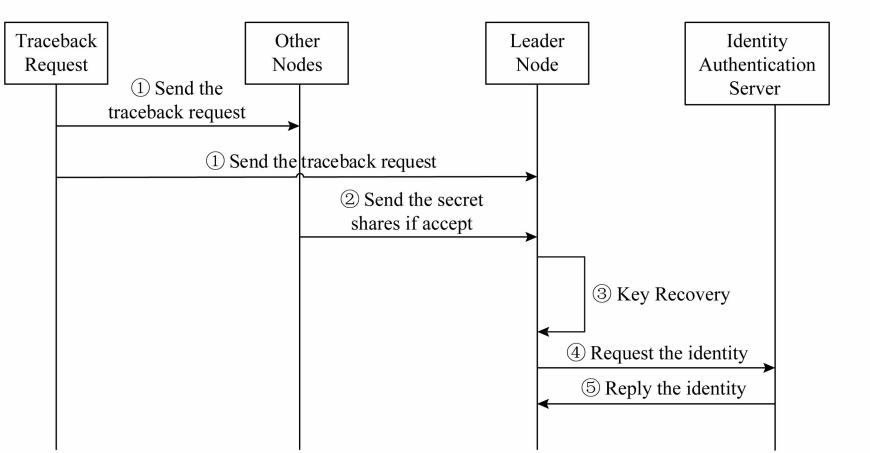 Traceback
Request
Other
Nodes
Leader
Node
Identity
Authentication
Server
① Send the
traceback request
① Send the traceback request
② Send the secret
shares if accept
③ Key Recovery
④ Request the identity
⑤ Reply the identity